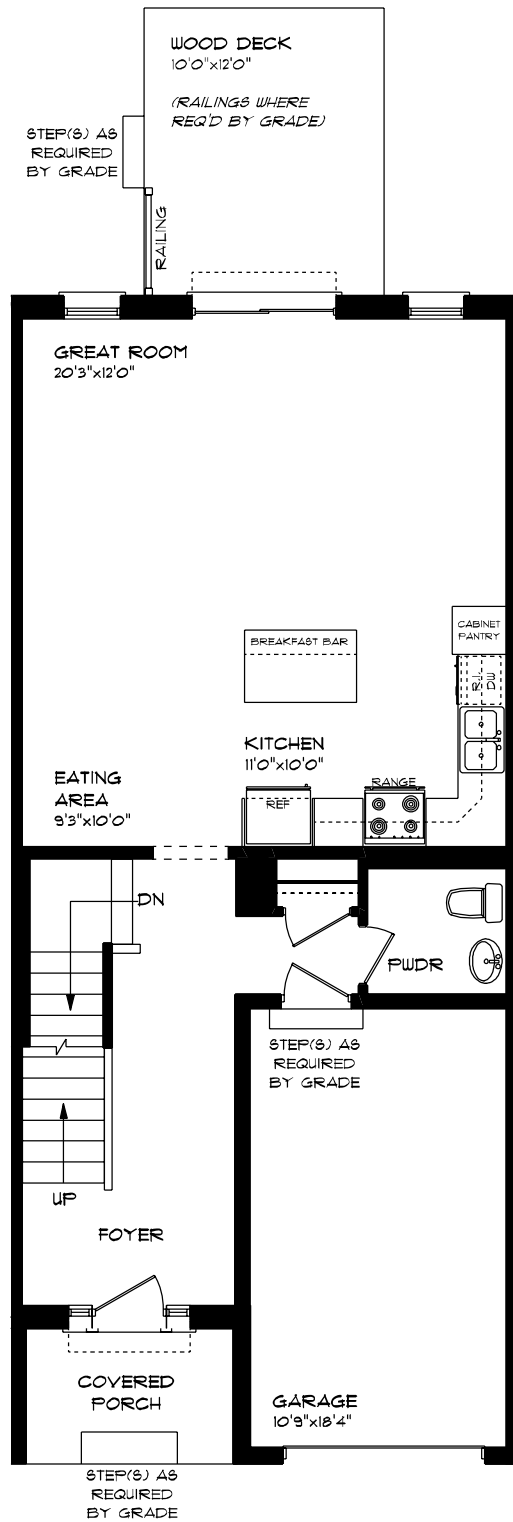 WOOD DECK
10'0"x12'0"
(RAILINGS WHERE
REQ'D BY GRADE)
STEP(S) AS
REQUIRED
BY GRADE
RAILING
GREAT ROOM
20'3"x12'0"
CABINET
PANTRY
BREAKFAST BAR
R.I.
DW
KITCHEN
11'0"x10'0"
EATING
AREA
9'3"x10'0"
RANGE
REF
DN
PWDR
STEP(S) AS
REQUIRED
BY GRADE
UP
FOYER
COVERED
PORCH
GARAGE
10'9"x18'4"
STEP(S) AS
REQUIRED
BY GRADE